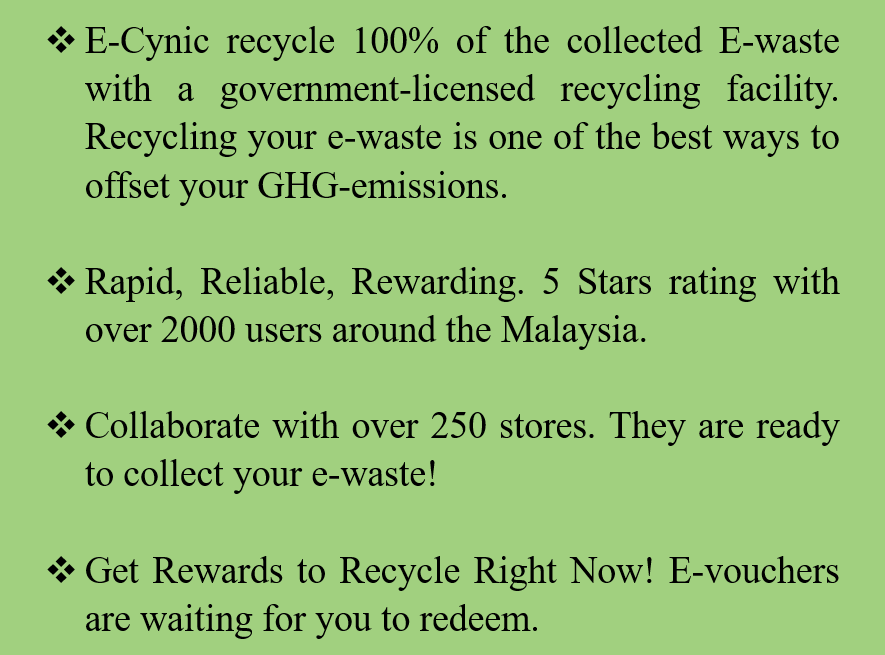 ❖ E-Cynic recycle 100% of the collected E-waste
with a government-licensed recycling facility.
Recycling your e-waste is one of the best ways to
offset your GHG-emissions.
❖ Rapid, Reliable, Rewarding. 5 Stars rating with
over 2000 users around the Malaysia.
❖ Collaborate with over 250 stores. They are ready
to collect your e-waste!
❖ Get Rewards to Recycle Right Now! E-vouchers
are waiting for you to redeem.